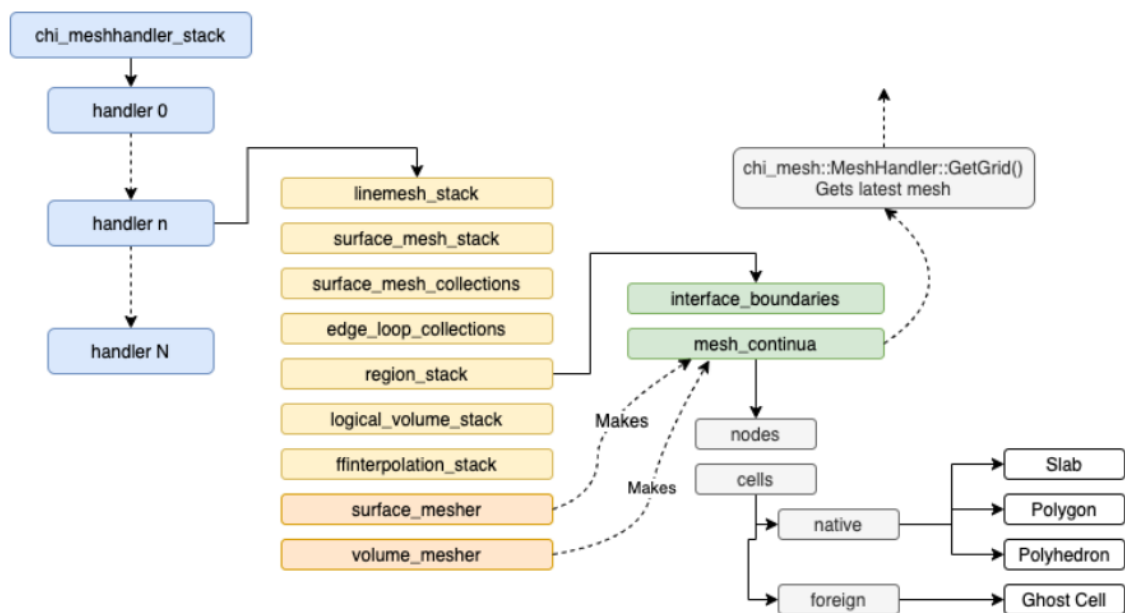 chi_meshhandler_stack
handler 0
handler n
handler N
linemesh_stack
surface_mesh_stack
surface_mesh_collections
edge_loop_collections
region_stack
logical_volume_stack
ffinterpolation_stack
surface_mesher
volume_mesher
Makes
Makes
chi_mesh::MeshHandler::GetGrid()
Gets latest mesh
interface_boundaries
mesh_continua
nodes
cells
native
foreign
Slab
Polygon
Polyhedron
Ghost Cell